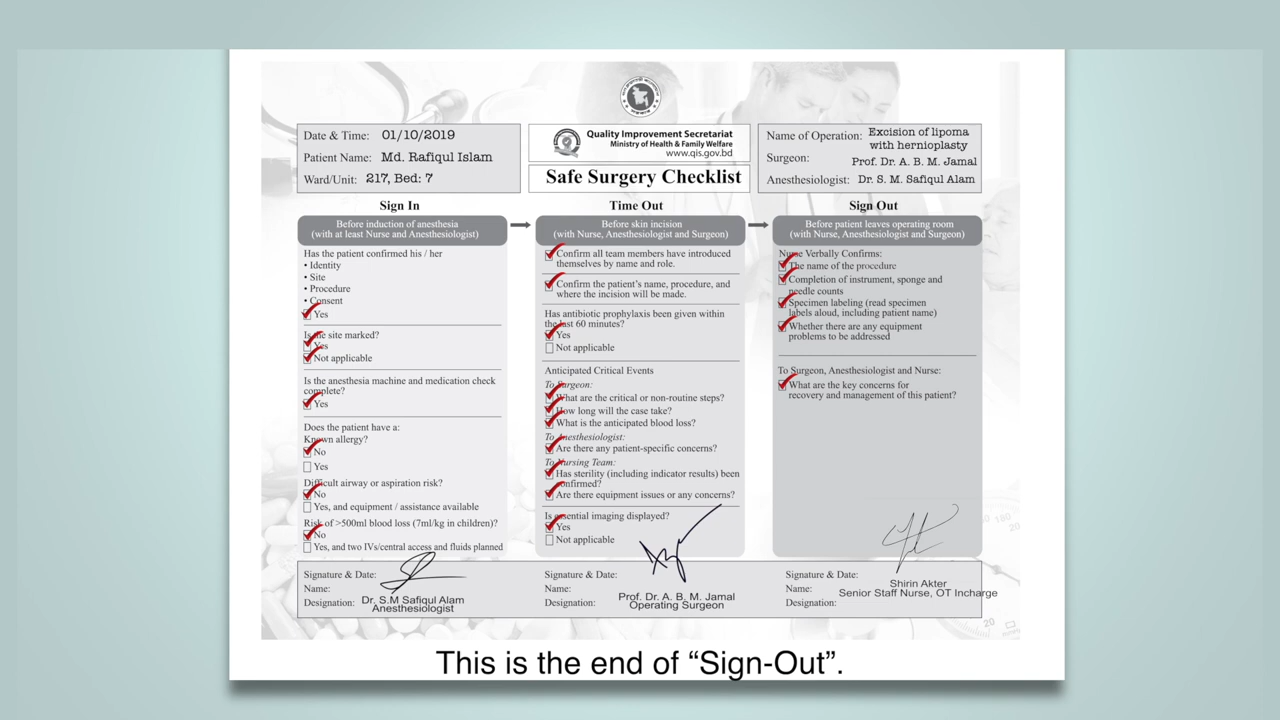 Date & Time: 01/10/2019
Patient Name: Md. Rafiqul Islam
Ward/Unit: 217, Bed: 7
Quality Improvement Secretariat
Ministry of Health & Family Welfare
www.qis.gov.bd
Safe Surgery Checklist
Name of Operation: Excision of lipoma
with hernioplasty
Surgeon: Prof. Dr. A. B. M. Jamal
Anesthesiologist: Dr. S. M. Safiqul Alam
Sign In
Before induction of anesthesia
(with at least Nurse and Anesthesiologist)
Has the patient confirmed his / her
• Identity
• Site
• Procedure
• Consent
Yes
Is the site marked?
Yes
Not applicable
Is the anesthesia machine and medication check
complete?
Yes
Does the patient have a:
Known allergy?
No
Yes
Difficult airway or aspiration risk?
No
Yes, and equipment / assistance available
Risk of >500ml blood loss (7ml/kg in children)?
No
Yes, and two IVs/central access and fluids planned
Time Out
Before skin incision
(with Nurse, Anesthesiologist and Surgeon)
Confirm all team members have introduced
themselves by name and role.
Confirm the patient's name, procedure, and
where the incision will be made.
Has antibiotic prophylaxis been given within
the last 60 minutes?
Yes
Not applicable
Anticipated Critical Events
To Surgeon:
What are the critical or non-routine steps?
How long will the case take?
What is the anticipated blood loss?
To Anesthesiologist:
Are there any patient-specific concerns?
To Nursing Team:
Has sterility (including indicator results) been
confirmed?
Are there equipment issues or any concerns?
Is essential imaging displayed?
Yes
Not applicable
Sign Out
Before patient leaves operating room
(with Nurse, Anesthesiologist and Surgeon)
Nurse Verbally Confirms:
The name of the procedure
Completion of instrument, sponge and
needle counts
Specimen labeling (read specimen
labels aloud, including patient name)
Whether there are any equipment
problems to be addressed
To Surgeon, Anesthesiologist and Nurse:
What are the key concerns for
recovery and management of this patient?
Signature & Date:
Name:
Designation: Dr. S.M Safiqul Alam
Anesthesiologist
Signature & Date:
Name: Prof. Dr. A. B. M. Jamal
Designation: Operating Surgeon
Signature & Date:
Shirin Akter
Name: Senior Staff Nurse, OT Incharge
Designation:
This is the end of “Sign-Out”.